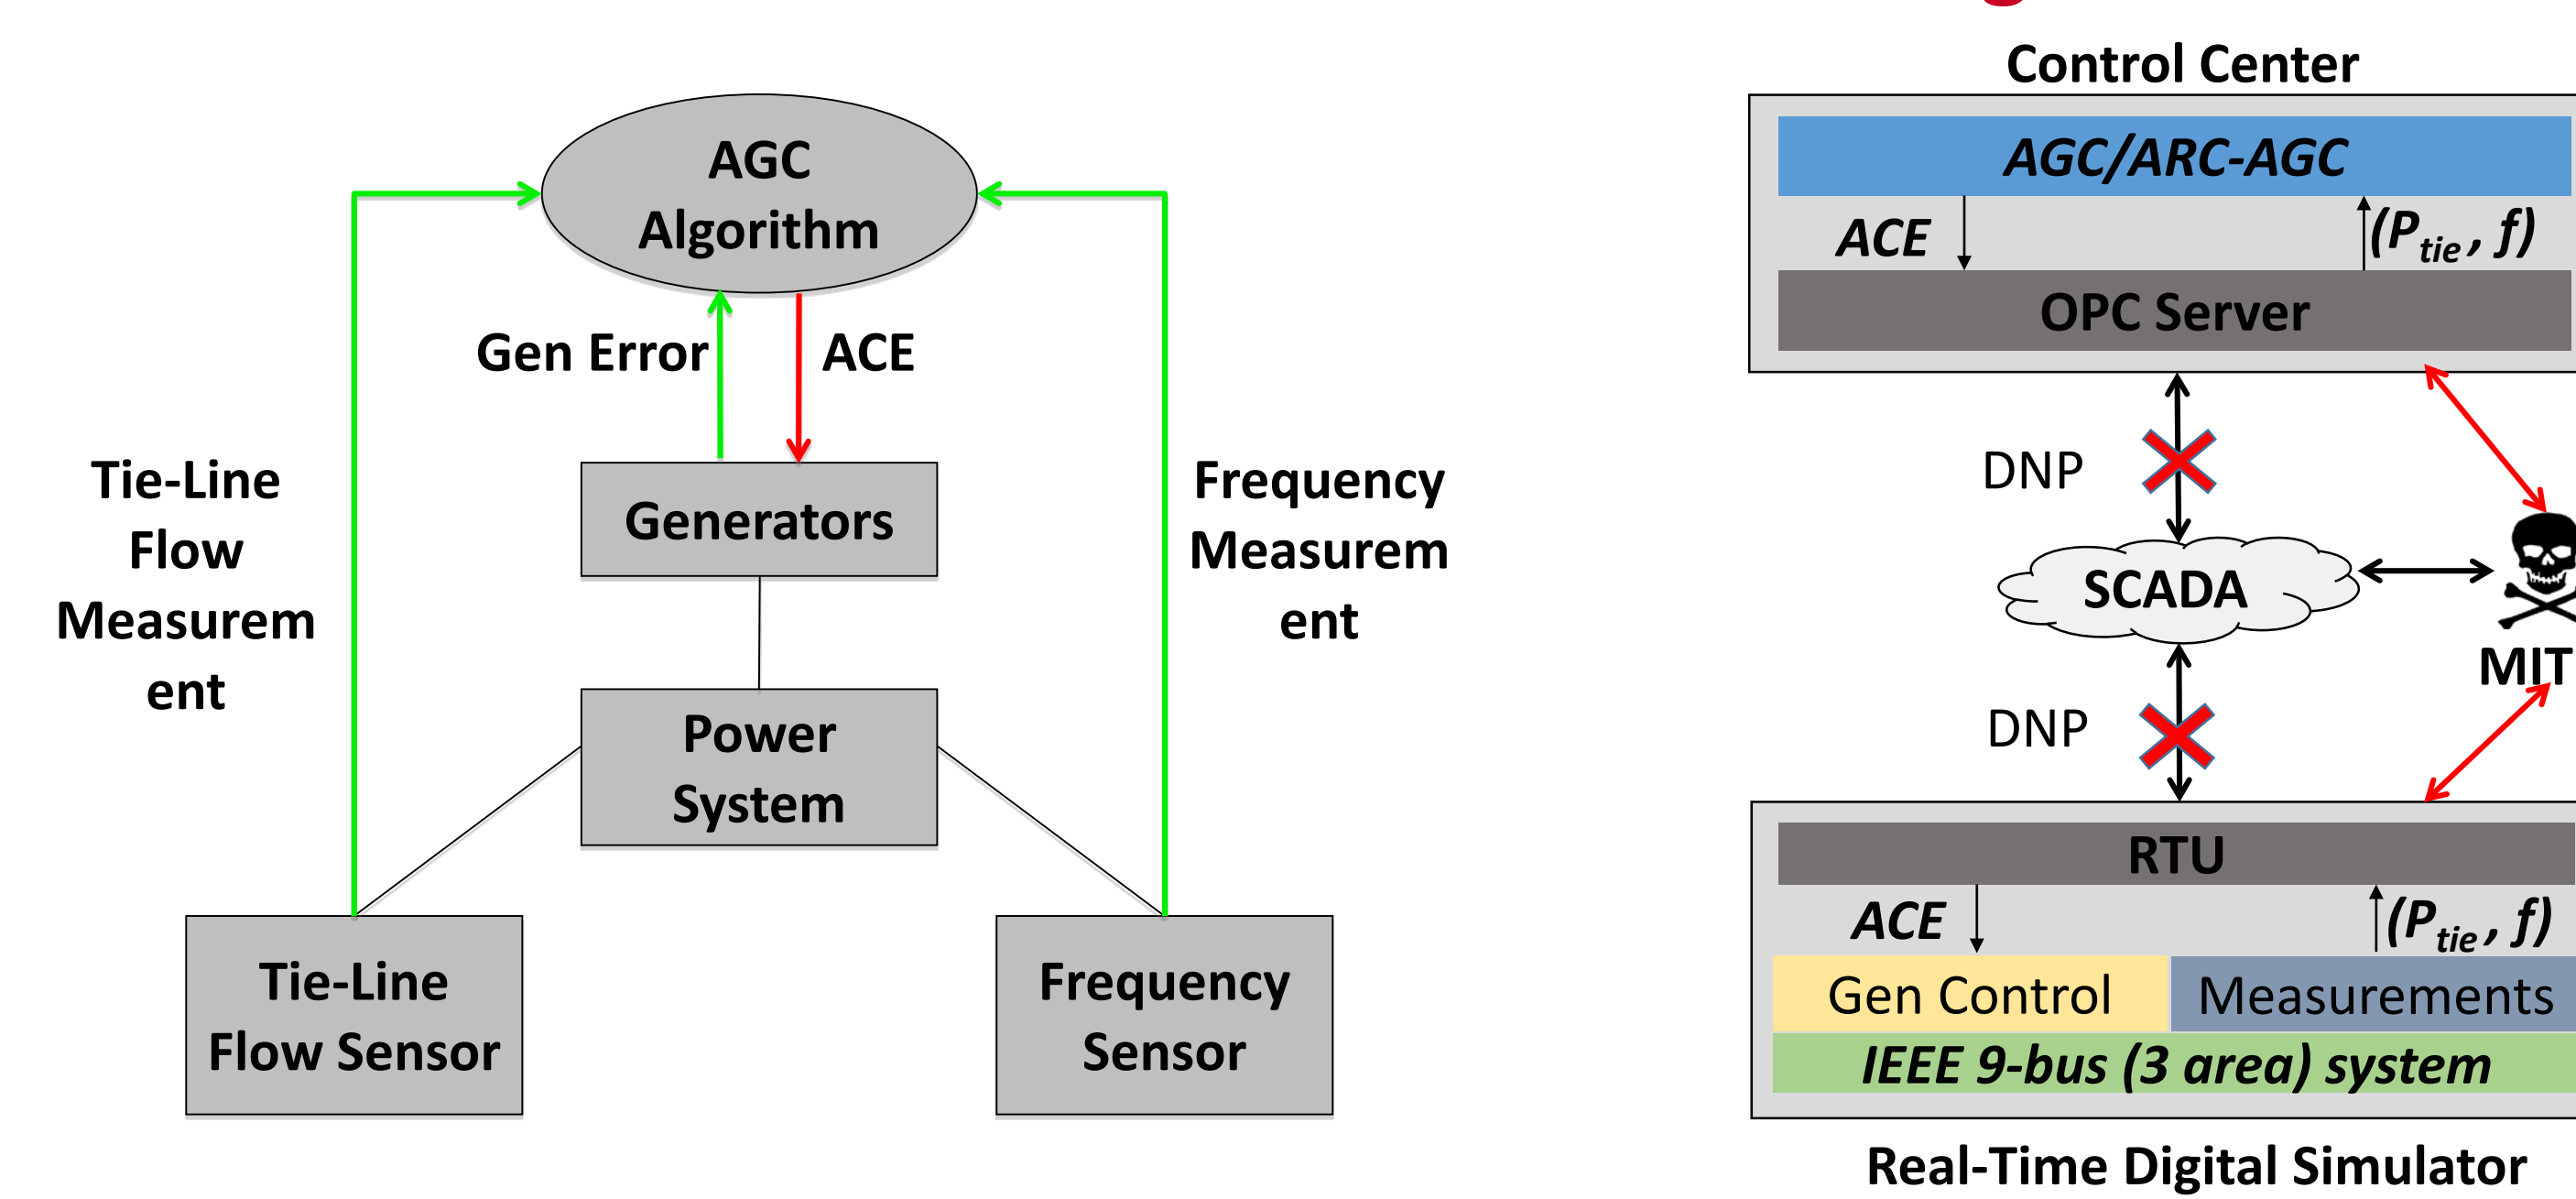 AGC
Algorithm
Gen Error
ACE
Tie-Line
Flow
Measurem
ent
Generators
Frequency
Measurem
ent
Power
System
Tie-Line
Flow Sensor
Frequency
Sensor
Control Center
AGC/ARC-AGC
ACE
(Ptie , f)
OPC Server
DNP
SCADA
MIT
DNP
RTU
ACE
(Ptie , f)
Gen Control
Measurements
IEEE 9-bus (3 area) system
Real-Time Digital Simulator